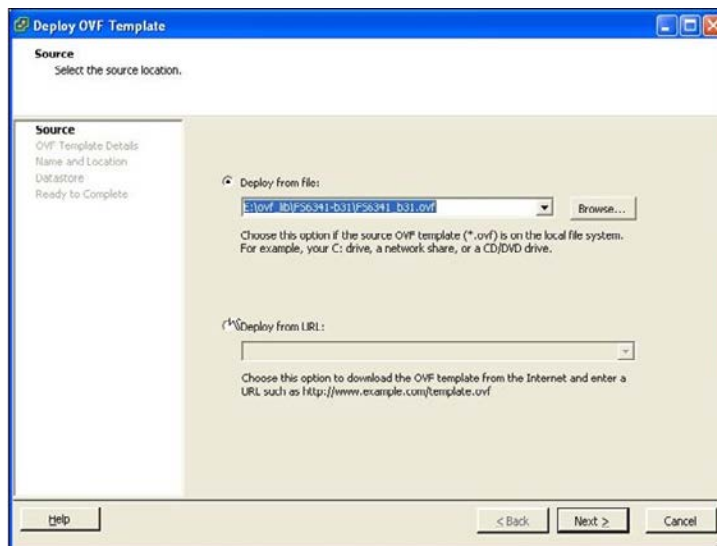 Deploy OVF Template
Source
Select the source location.
Source
OVF Template Details
Name and Location
Datastore
Ready to Complete
Deploy from file:
E:\ovf_lib\FS6341-b31\FS6341_b31.ovf
Browse...
Choose this option if the source OVF template (*.ovf) is on the local file system.
For example, your C: drive, a network share, or a CD/DVD drive.
Deploy from URL:
Choose this option to download the OVF template from the Internet and enter a
URL such as http://www.example.com/template.ovf
Help
< Back
Next >
Cancel